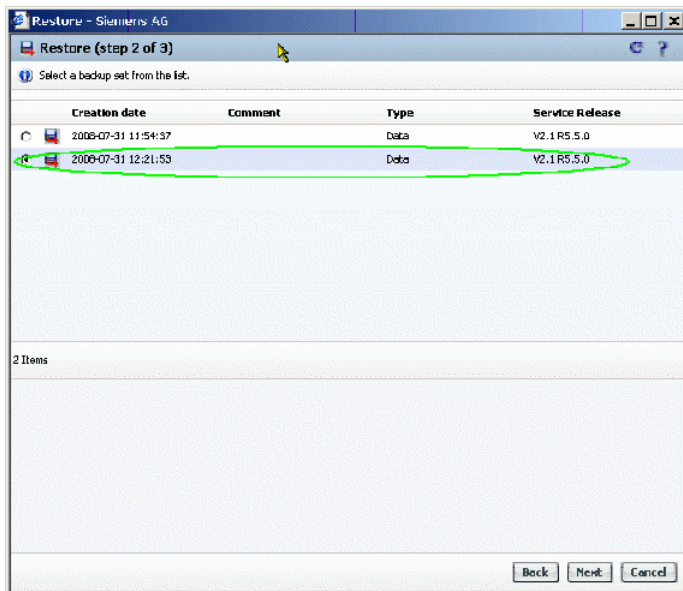 Restore - Siemens AG
Restore (step 2 of 3)
Select a backup set from the list.
Creation date Comment Type Service Release
2008-07-31 11:54:37 Data V2.1 R5.5.0
2008-07-31 12:21:53 Data V2.1 R5.5.0
2 Items
Back Next Cancel